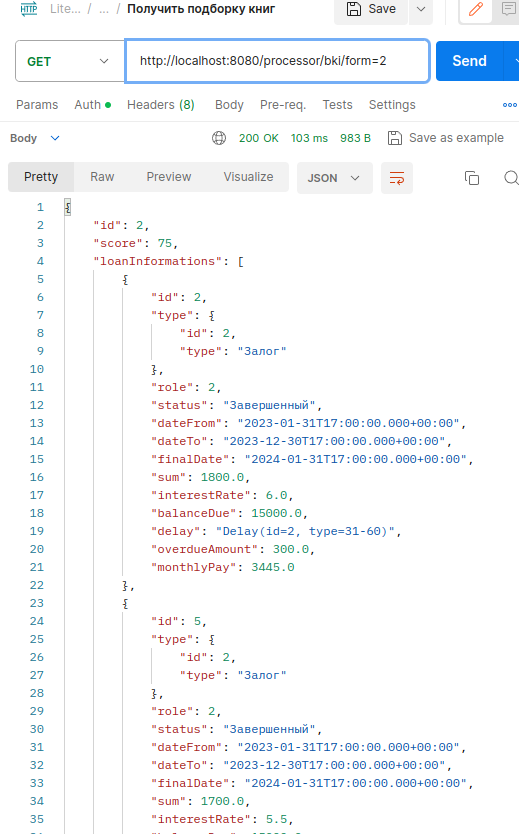 HTTP Lite... / ... / Получить подборку книг Save
GET http://localhost:8080/processor/bki/form=2 Send
Params Auth Headers (8) Body Pre-req. Tests Settings
Body 200 OK 103 ms 983 B Save as example
Pretty Raw Preview Visualize JSON
1 {
2 "id": 2,
3 "score": 75,
4 "loanInformations": [
5 {
6 "id": 2,
7 "type": {
8 "id": 2,
9 "type": "Залог"
10 },
11 "role": 2,
12 "status": "Завершенный",
13 "dateFrom": "2023-01-31T17:00:00.000+00:00",
14 "dateTo": "2023-12-30T17:00:00.000+00:00",
15 "finalDate": "2024-01-31T17:00:00.000+00:00",
16 "sum": 1800.0,
17 "interestRate": 6.0,
18 "balanceDue": 15000.0,
19 "delay": "Delay(id=2, type=31-60)",
20 "overdueAmount": 300.0,
21 "monthlyPay": 3445.0
22 },
23 {
24 "id": 5,
25 "type": {
26 "id": 2,
27 "type": "Залог"
28 },
29 "role": 2,
30 "status": "Завершенный",
31 "dateFrom": "2023-01-31T17:00:00.000+00:00",
32 "dateTo": "2023-12-30T17:00:00.000+00:00",
33 "finalDate": "2024-01-31T17:00:00.000+00:00",
34 "sum": 1700.0,
35 "interestRate": 5.5,